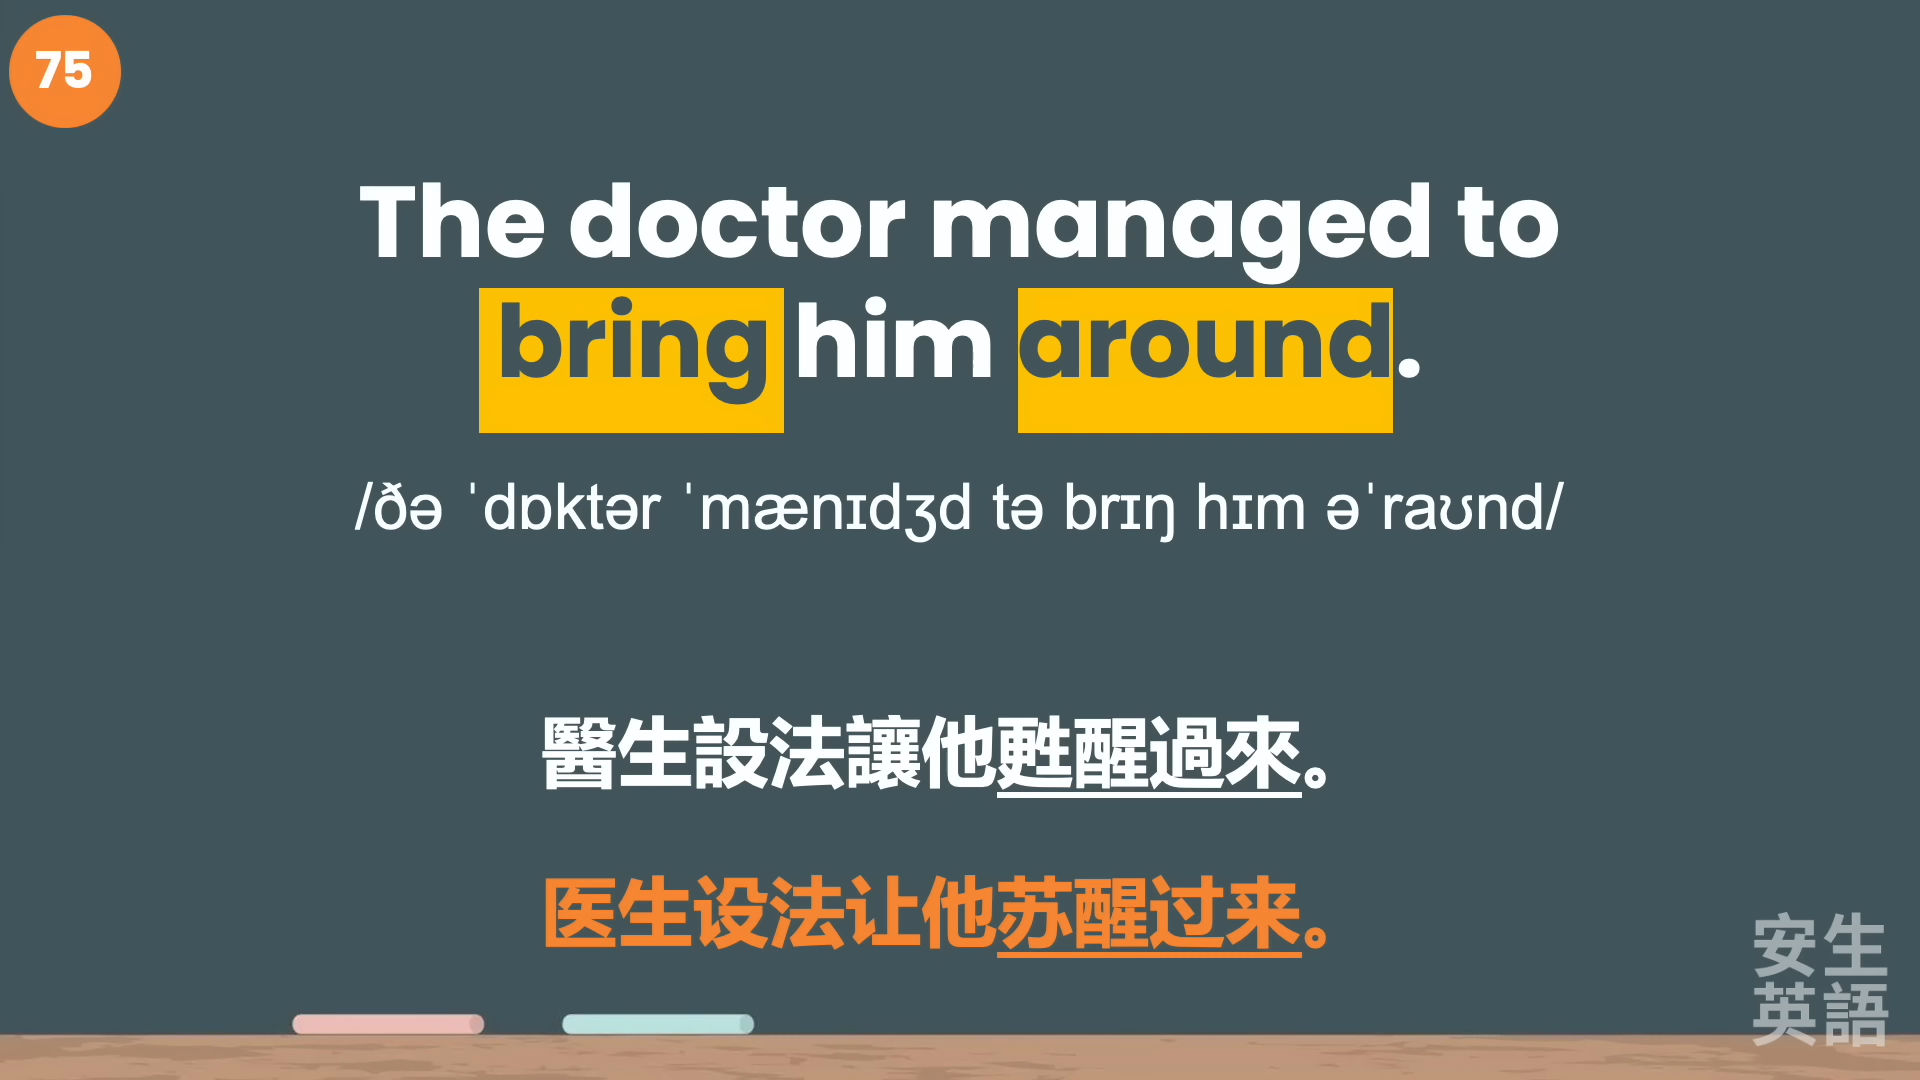 75
The doctor managed to
bring him around.
/ðə ˈdɒktər ˈmænɪdʒd tə brɪŋ hɪm əˈraʊnd/
醫生設法讓他甦醒過來。
医生设法让他苏醒过来。
安生
英語